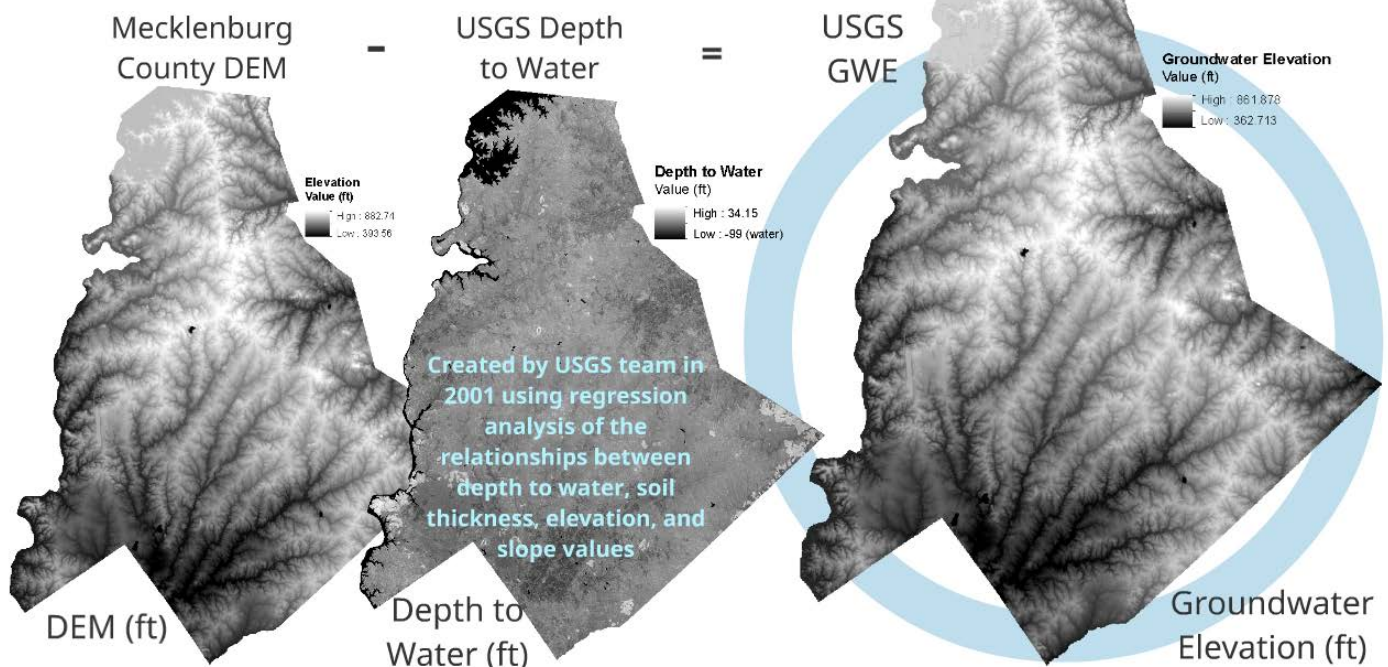 Mecklenburg
County DEM
-
USGS Depth
to Water
=
USGS
GWE
Elevation
Value (ft)
High : 882.74
Low : 393.56
Depth to Water
Value (ft)
High : 34.15
Low : -99 (water)
Groundwater Elevation
Value (ft)
High : 861.878
Low : 362.713
Created by USGS team in
2001 using regression
analysis of the
relationships between
depth to water, soil
thickness, elevation, and
slope values
DEM (ft)
Depth to
Water (ft)
Groundwater
Elevation (ft)